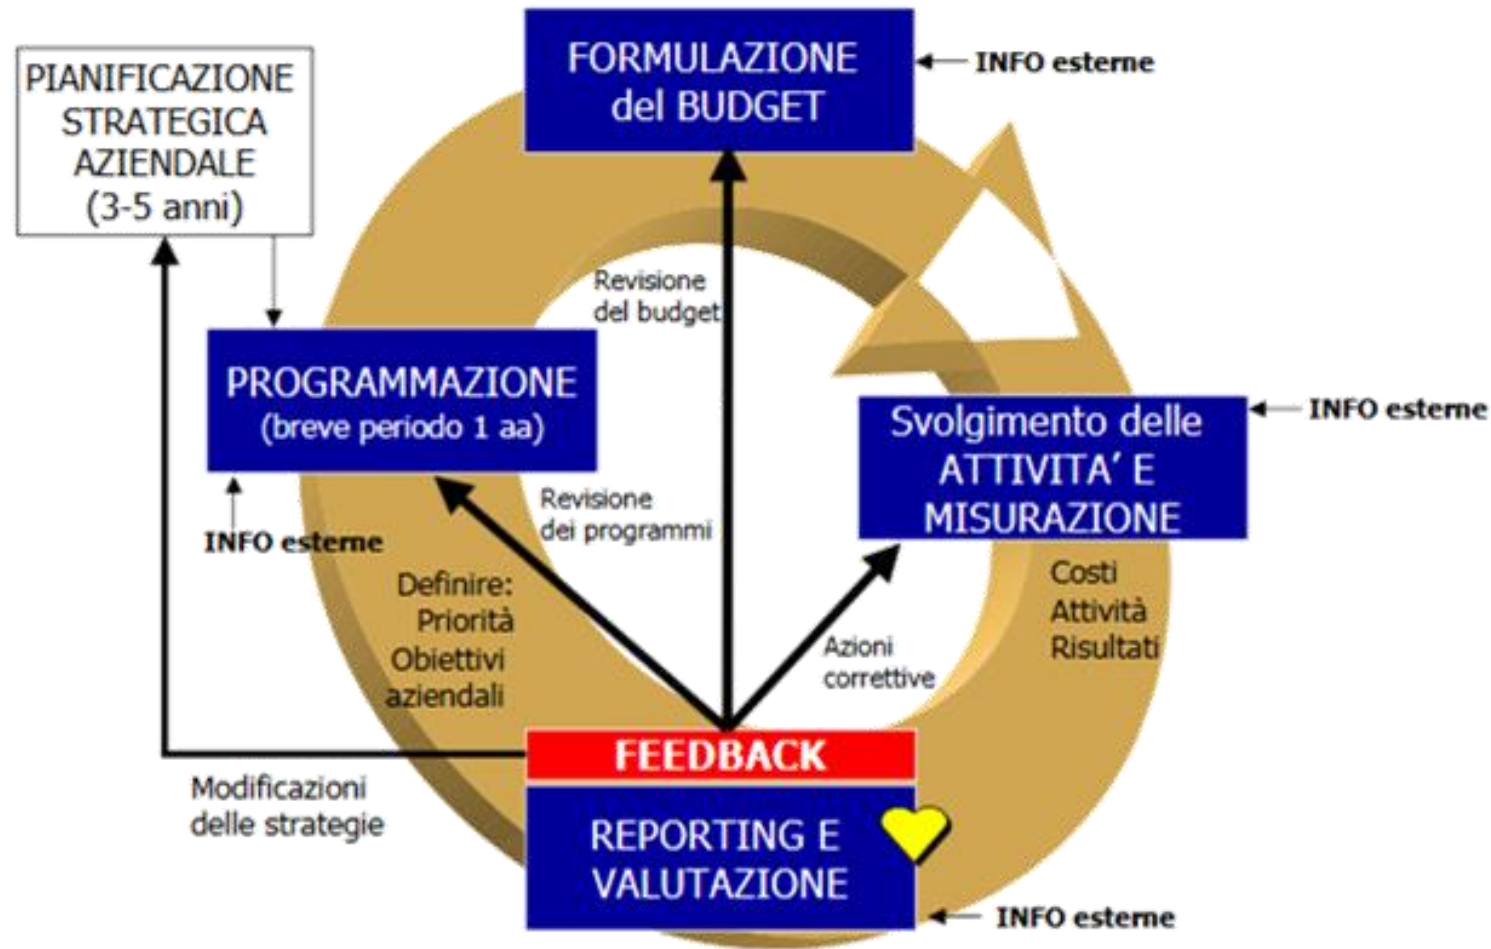 FORMULAZIONE
del BUDGET
INFO esterne
PIANIFICAZIONE
STRATEGICA
AZIENDALE
(3-5 anni)
Revisione
del budget
PROGRAMMAZIONE
(breve periodo 1 aa)
INFO esterne
Svolgimento delle
ATTIVITA’ E
MISURAZIONE
INFO esterne
Revisione
dei programmi
Definire:
Priorità
Obiettivi
aziendali
Costi
Attività
Risultati
Azioni
correttive
FEEDBACK
Modificazioni
delle strategie
REPORTING E
VALUTAZIONE
INFO esterne